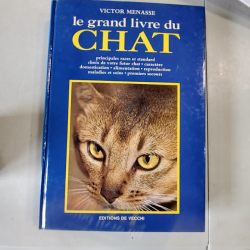 VICTOR MENASSE
le grand livre du
CHAT
principales races et standard
choix de votre futur chat • caractère
domestication • alimentation • reproduction
maladies et soins • premiers secours
EDITIONS DE VECCHI